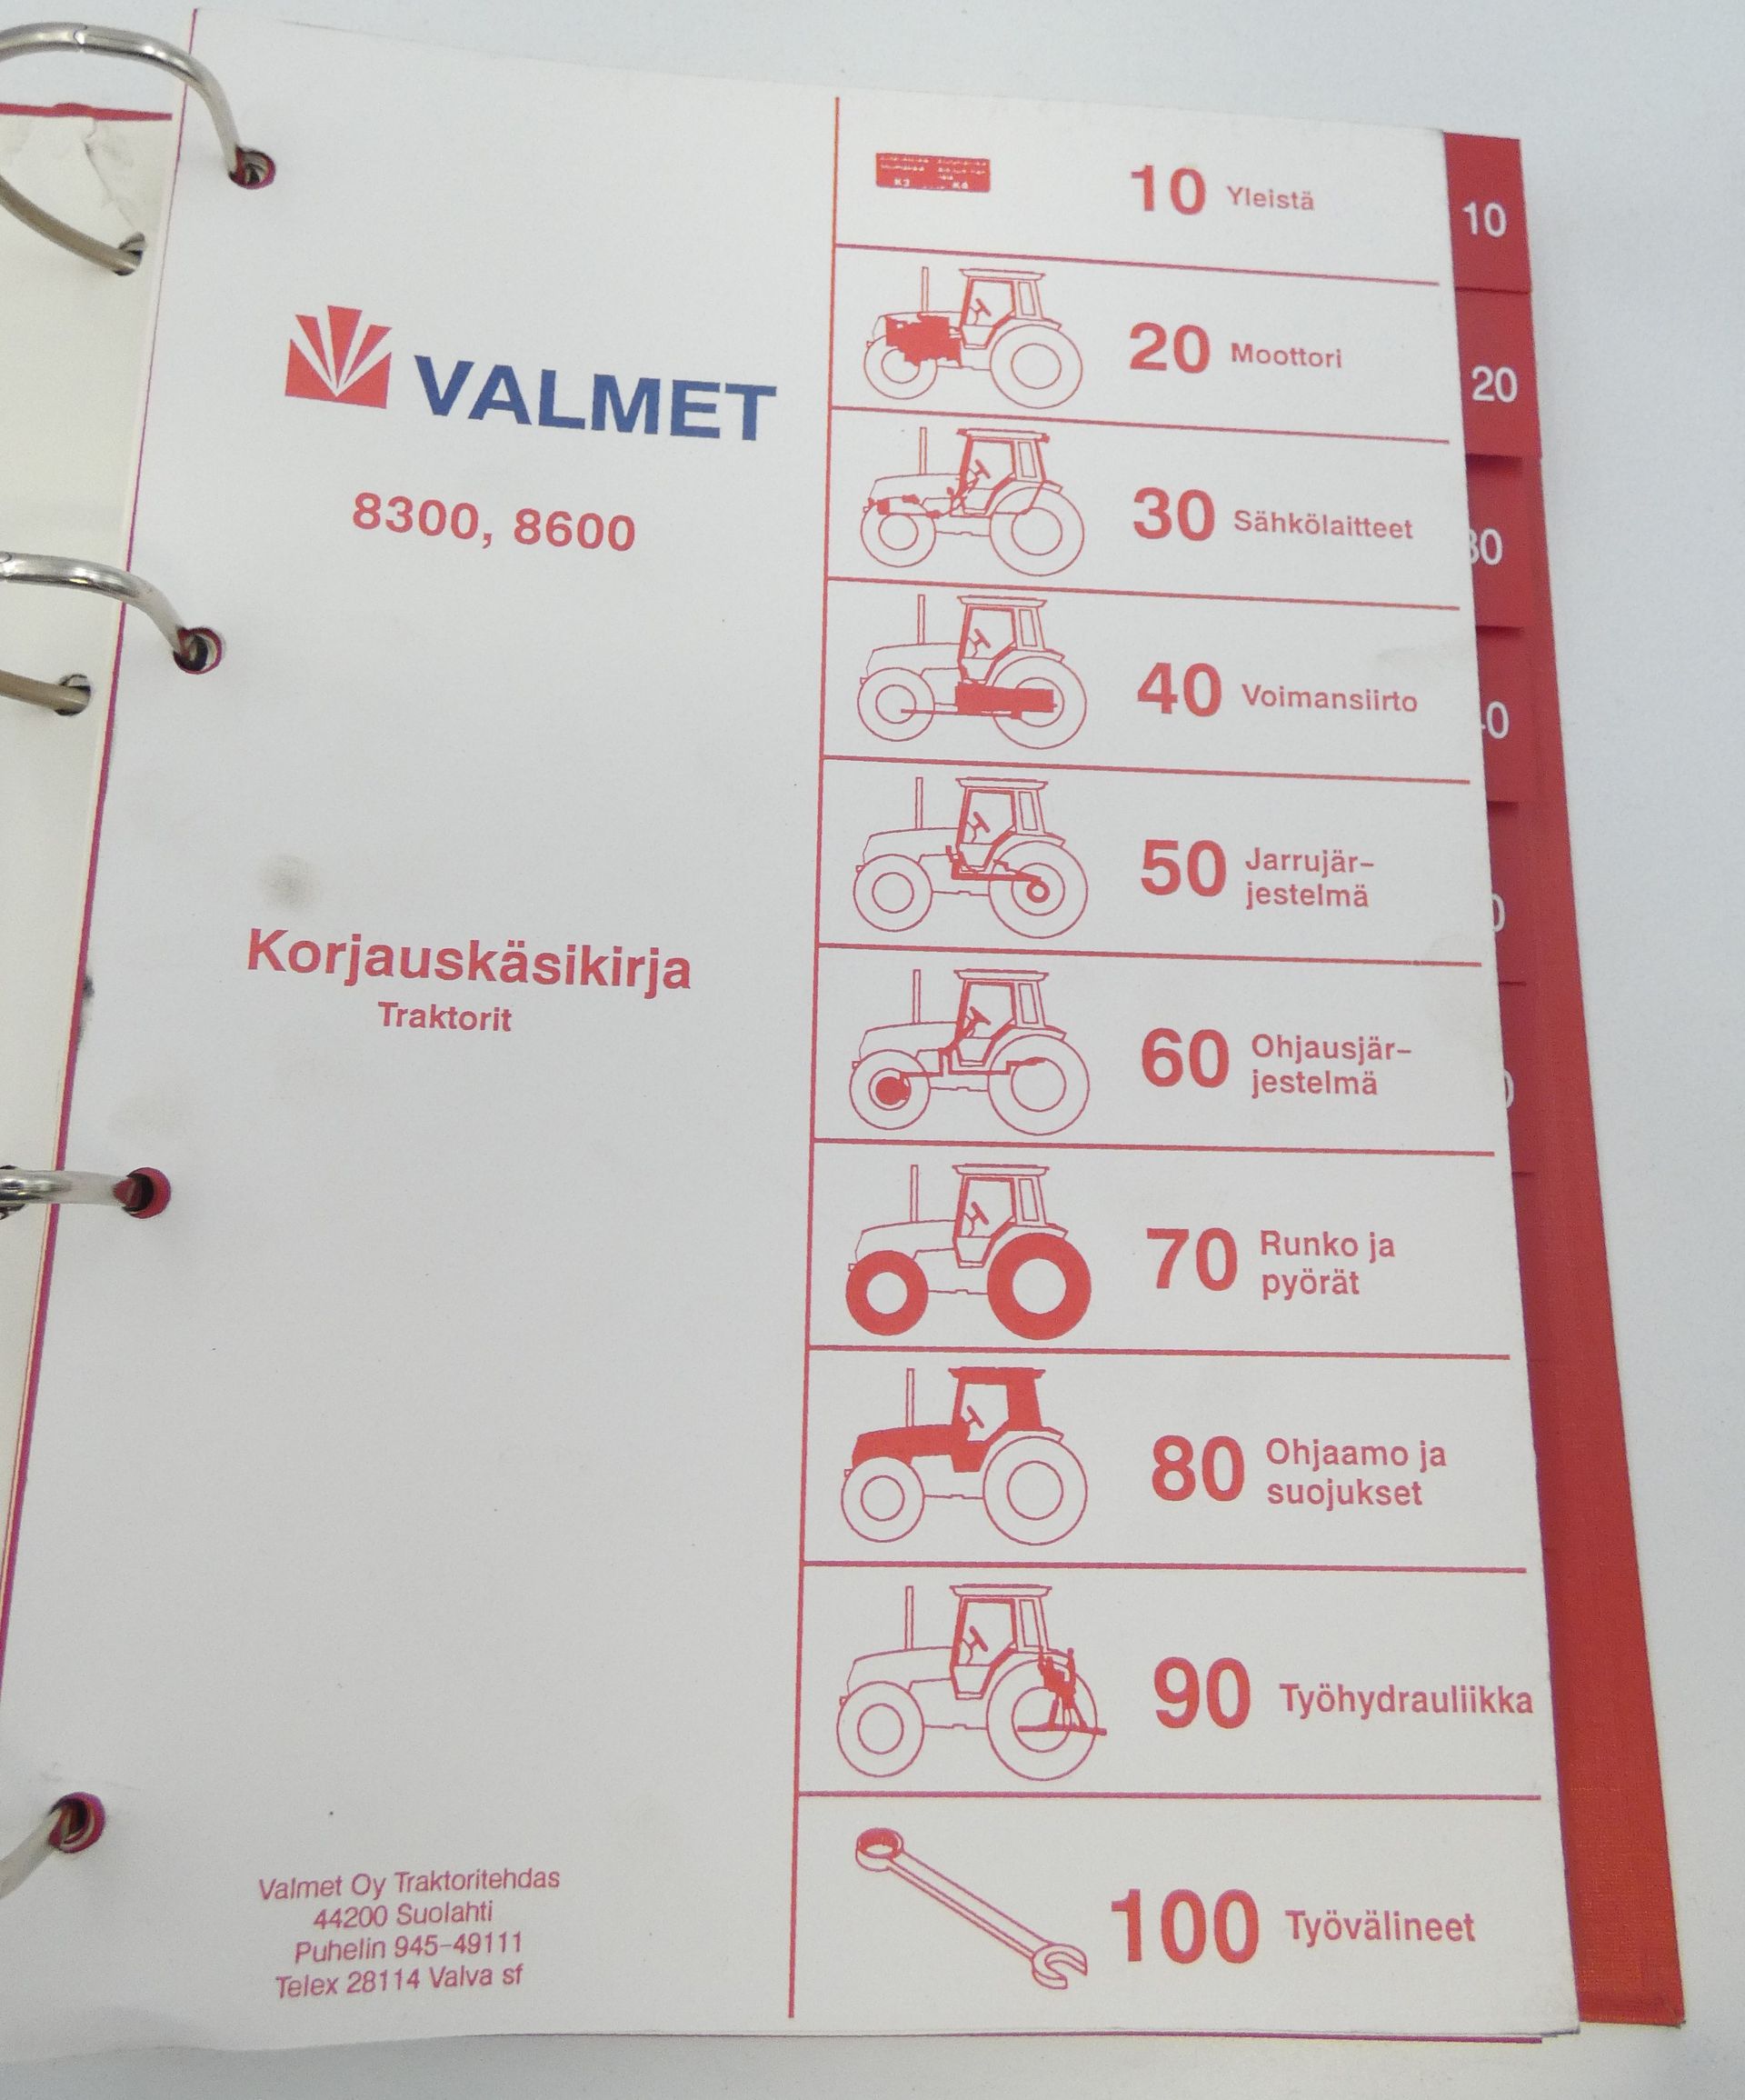 VALMET
8300, 8600
Korjauskäsikirja
Traktorit
Valmet Oy Traktoritehdas
44200 Suolahti
Puhelin 945-49111
Telex 28114 Valva sf
10 Yleistä
20 Moottori
30 Sähkölaitteet
40 Voimansiirto
50 Jarrujär-
jestelmä
60 Ohjausjär-
jestelmä
70 Runko ja
pyörät
80 Ohjaamo ja
suojukset
90 Työhydrauliikka
100 Työvälineet
10
20
30